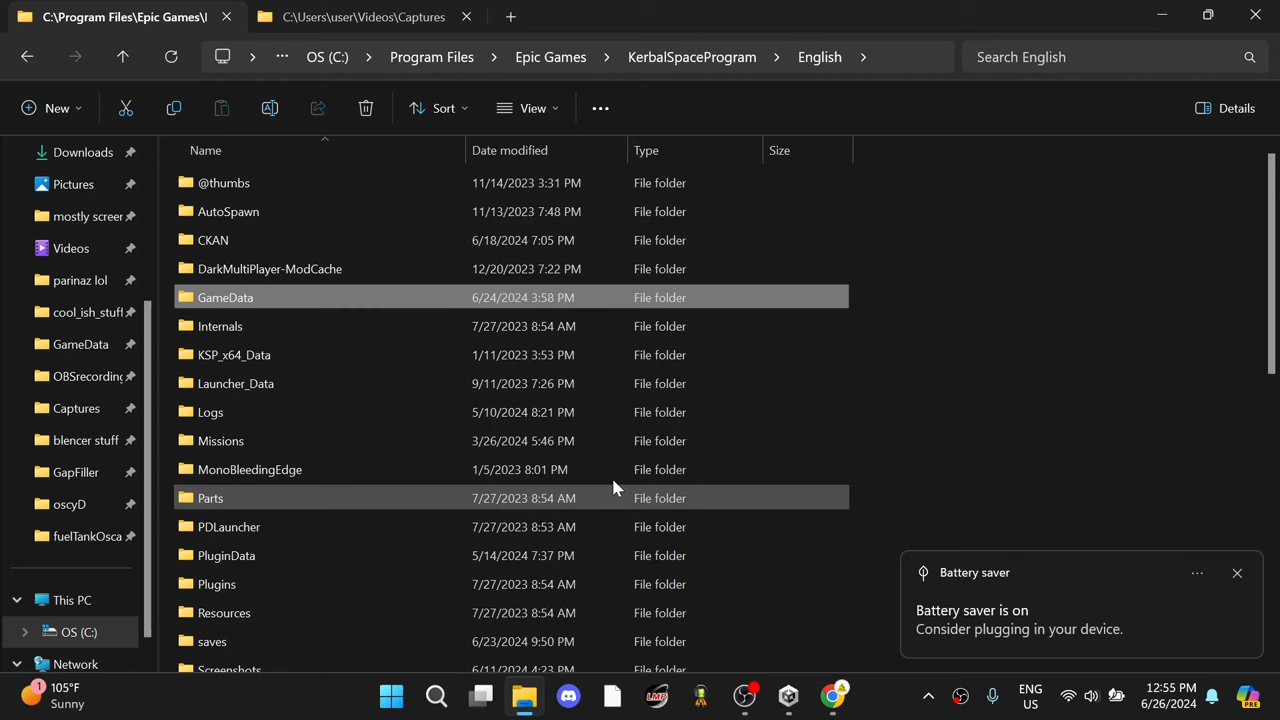 C:\Program Files\Epic Games\I
C:\Users\user\Videos\Captures
OS (C:) Program Files Epic Games KerbalSpaceProgram English
Search English
New Sort View Details
Name Date modified Type Size
Downloads
Pictures
mostly screer
Videos
parinaz lol
cool_ish_stuff
GameData
OBSrecording
Captures
blencer stuff
GapFiller
oscyD
fuelTankOsca
This PC
OS (C:)
Network
@thumbs 11/14/2023 3:31 PM File folder
AutoSpawn 11/13/2023 7:48 PM File folder
CKAN 6/18/2024 7:05 PM File folder
DarkMultiPlayer-ModCache 12/20/2023 7:22 PM File folder
GameData 6/24/2024 3:58 PM File folder
Internals 7/27/2023 8:54 AM File folder
KSP_x64_Data 1/11/2023 3:53 PM File folder
Launcher_Data 9/11/2023 7:26 PM File folder
Logs 5/10/2024 8:21 PM File folder
Missions 3/26/2024 5:46 PM File folder
MonoBleedingEdge 1/5/2023 8:01 PM File folder
Parts 7/27/2023 8:54 AM File folder
PDLauncher 7/27/2023 8:53 AM File folder
PluginData 5/14/2024 7:37 PM File folder
Plugins 7/27/2023 8:54 AM File folder
Resources 7/27/2023 8:54 AM File folder
saves 6/23/2024 9:50 PM File folder
Screenshots 6/11/2024 4:23 PM File folder
Battery saver
Battery saver is on
Consider plugging in your device.
1
105°F
Sunny
LMP
ENG
US
12:55 PM
6/26/2024
PRE